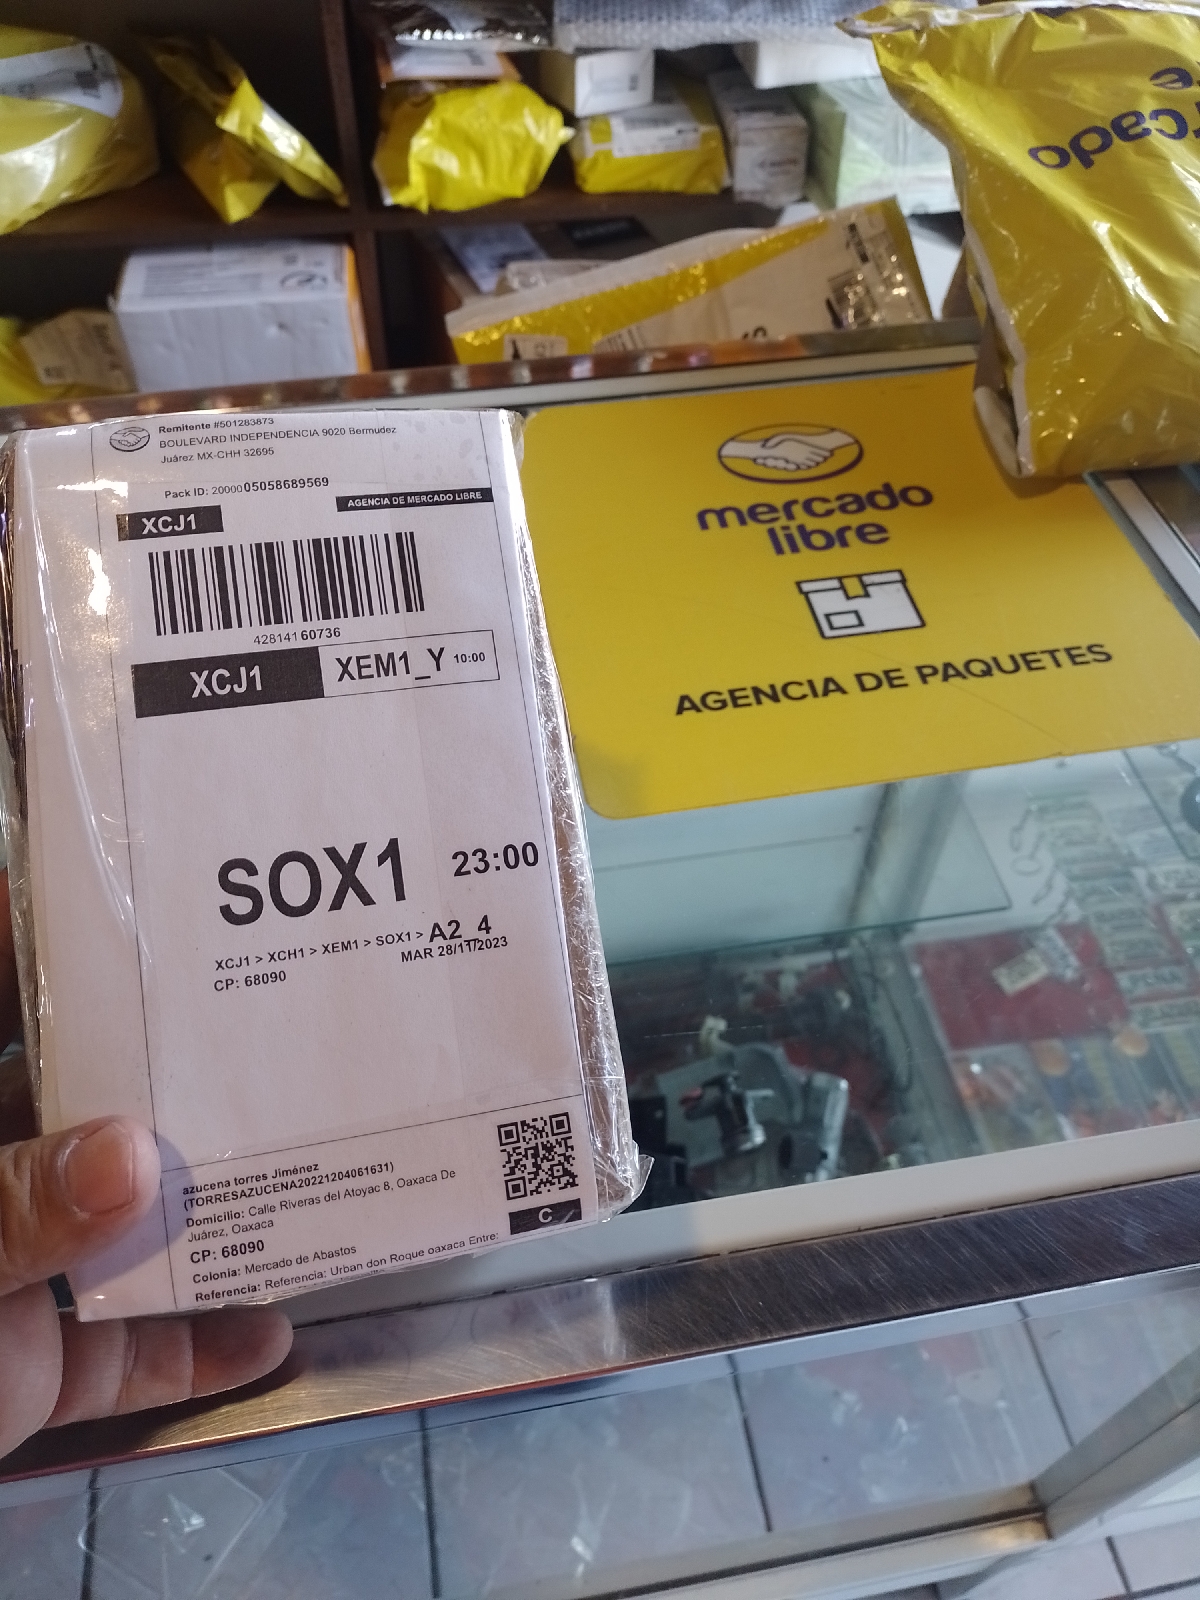 Remitente #501283873
BOULEVARD INDEPENDENCIA 9020 Bermudez
Juárez MX-CHH 32695
Pack ID: 2000005058689569
AGENCIA DE MERCADO LIBRE
XCJ1
42814160736
XCJ1
XEM1_Y 10:00
SOX1 23:00
XCJ1 > XCH1 > XEM1 > SOX1 > A2_4
MAR 28/11/2023
CP: 68090
azucena torres Jiménez
(TORRESAZUCENA20221204061631)
Domicilio: Calle Riveras del Atoyac 8, Oaxaca De
Juárez, Oaxaca
CP: 68090
Colonia: Mercado de Abastos
Referencia: Referencia: Urban don Roque oaxaca Entre:
C
mercado
libre
AGENCIA DE PAQUETES